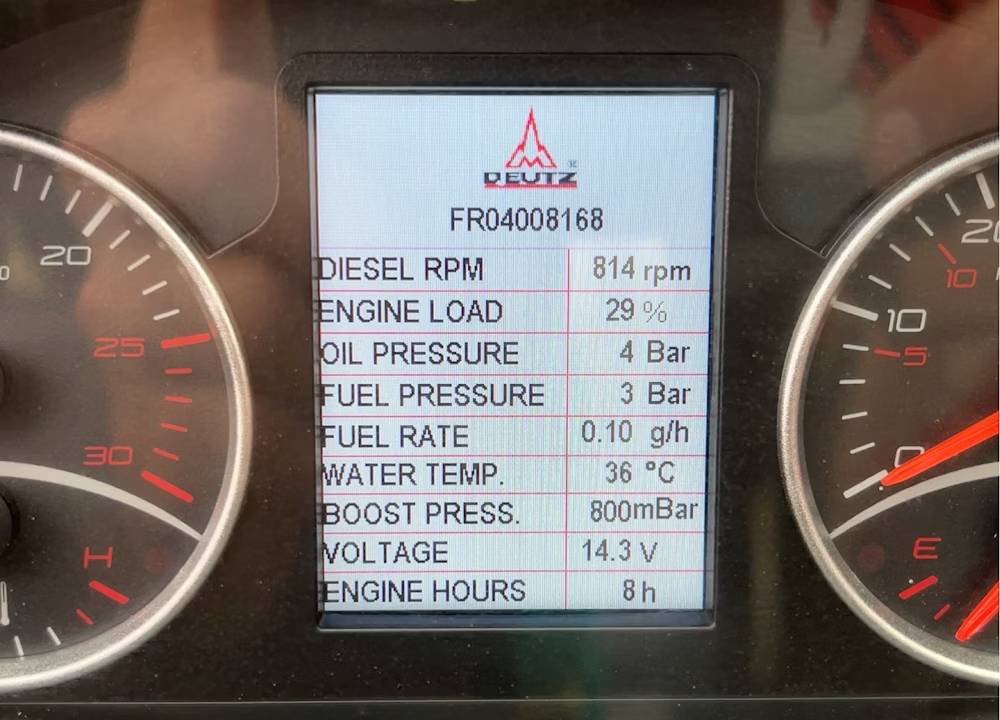 20
25
30
H
DEUTZ
FR04008168
DIESEL RPM 814 rpm
ENGINE LOAD 29 %
OIL PRESSURE 4 Bar
FUEL PRESSURE 3 Bar
FUEL RATE 0.10 g/h
WATER TEMP. 36 °C
BOOST PRESS. 800mBar
VOLTAGE 14.3 V
ENGINE HOURS 8 h
10
10
5
0
E